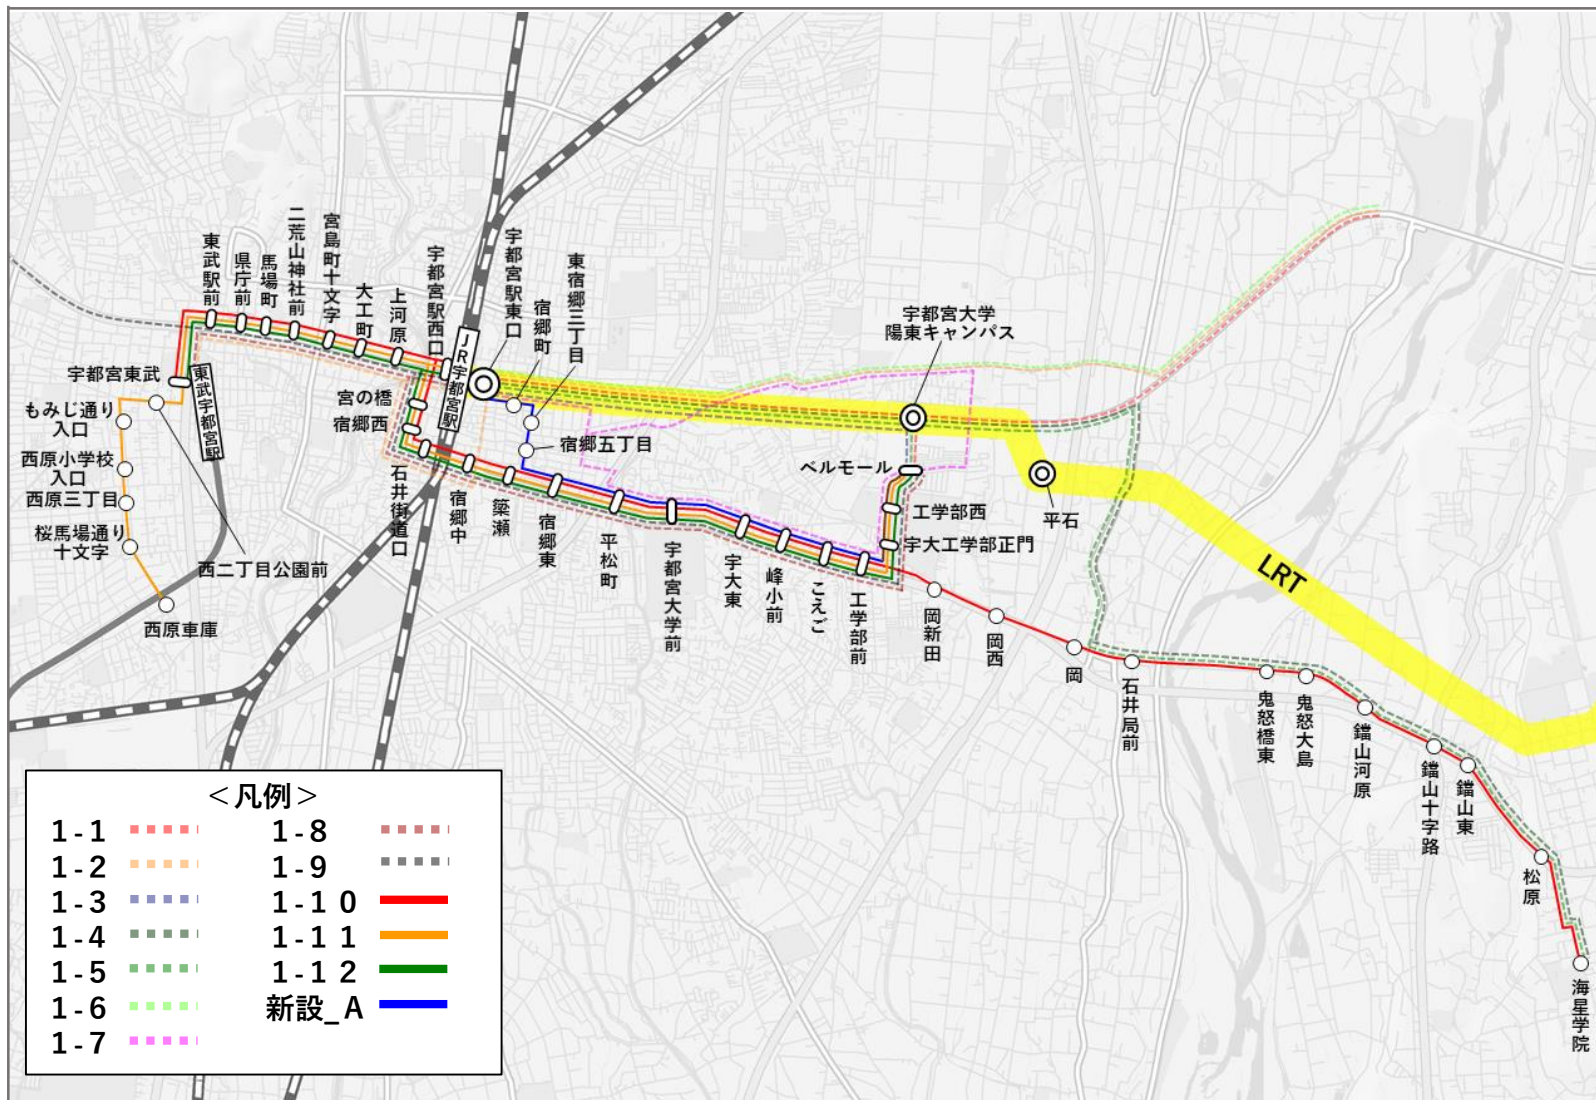 東武駅前
県庁前
馬場町
二荒山神社前
宮島町十文字
大工町
上河原
宇都宮駅西口
JR宇都宮駅
宇都宮駅東口
宿郷町
東宿郷三丁目
宇都宮大学
陽東キャンパス
宇都宮東武
東武宇都宮駅
もみじ通り
入口
西原小学校
入口
西原三丁目
桜馬場通り
十文字
西二丁目公園前
西原車庫
宮の橋
宿郷西
宿郷五丁目
ベルモール
工学部西
宇大工学部正門
平石
LRT
石井街道口
宿郷中
簗瀬
宿郷東
平松町
宇都宮大学前
宇大東
峰小前
こえご
工学部前
岡新田
岡西
岡
石井局前
鬼怒橋東
鬼怒大島
鐺山河原
鐺山十字路
鐺山東
松原
海星学院
＜凡例＞
1-1
1-2
1-3
1-4
1-5
1-6
1-7
1-8
1-9
1-10
1-11
1-12
新設_A